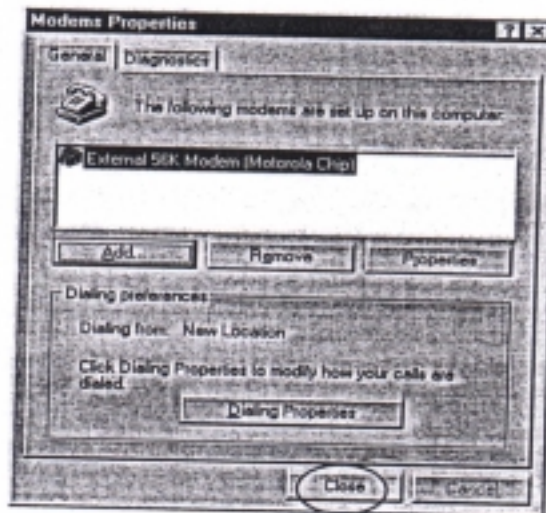 Modems Properties
? X
General Diagnostics
The following modems are set up on this computer:
External 56K Modem (Motorola Chip)
Add... Remove Properties
Dialing preferences
Dialing from: New Location
Click Dialing Properties to modify how your calls are
dialed.
Dialing Properties
Close Cancel